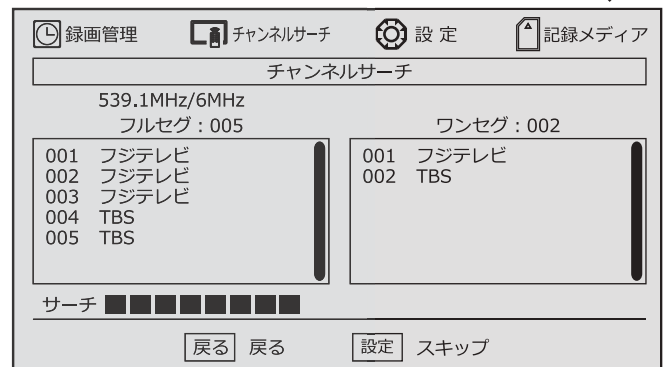 録画管理 チャンネルサーチ 設定 記録メディア
チャンネルサーチ
539.1MHz/6MHz
フルセグ：005 ワンセグ：002
001 フジテレビ 001 フジテレビ
002 フジテレビ 002 TBS
003 フジテレビ
004 TBS
005 TBS
サーチ
戻る 戻る 設定 スキップ